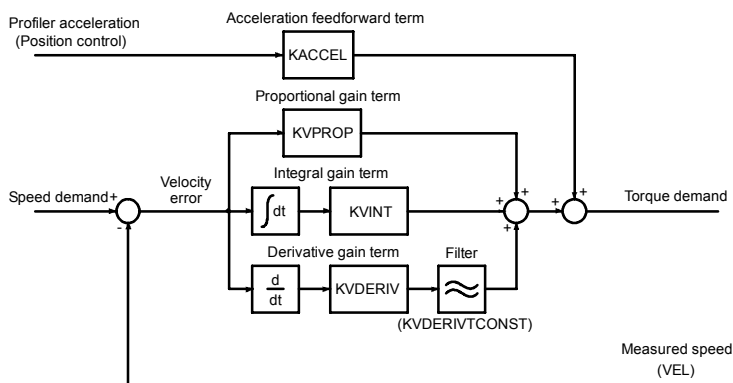 Acceleration feedforward term
Profiler acceleration
(Position control)
KACCEL
Proportional gain term
KVPROP
+
+
Velocity
error
Integral gain term
Speed demand
+
-
∫dt
KVINT
+
+
+
Torque demand
Derivative gain term
Filter
d
dt
KVDERIV
(KVDERIVTCONST)
Measured speed
(VEL)